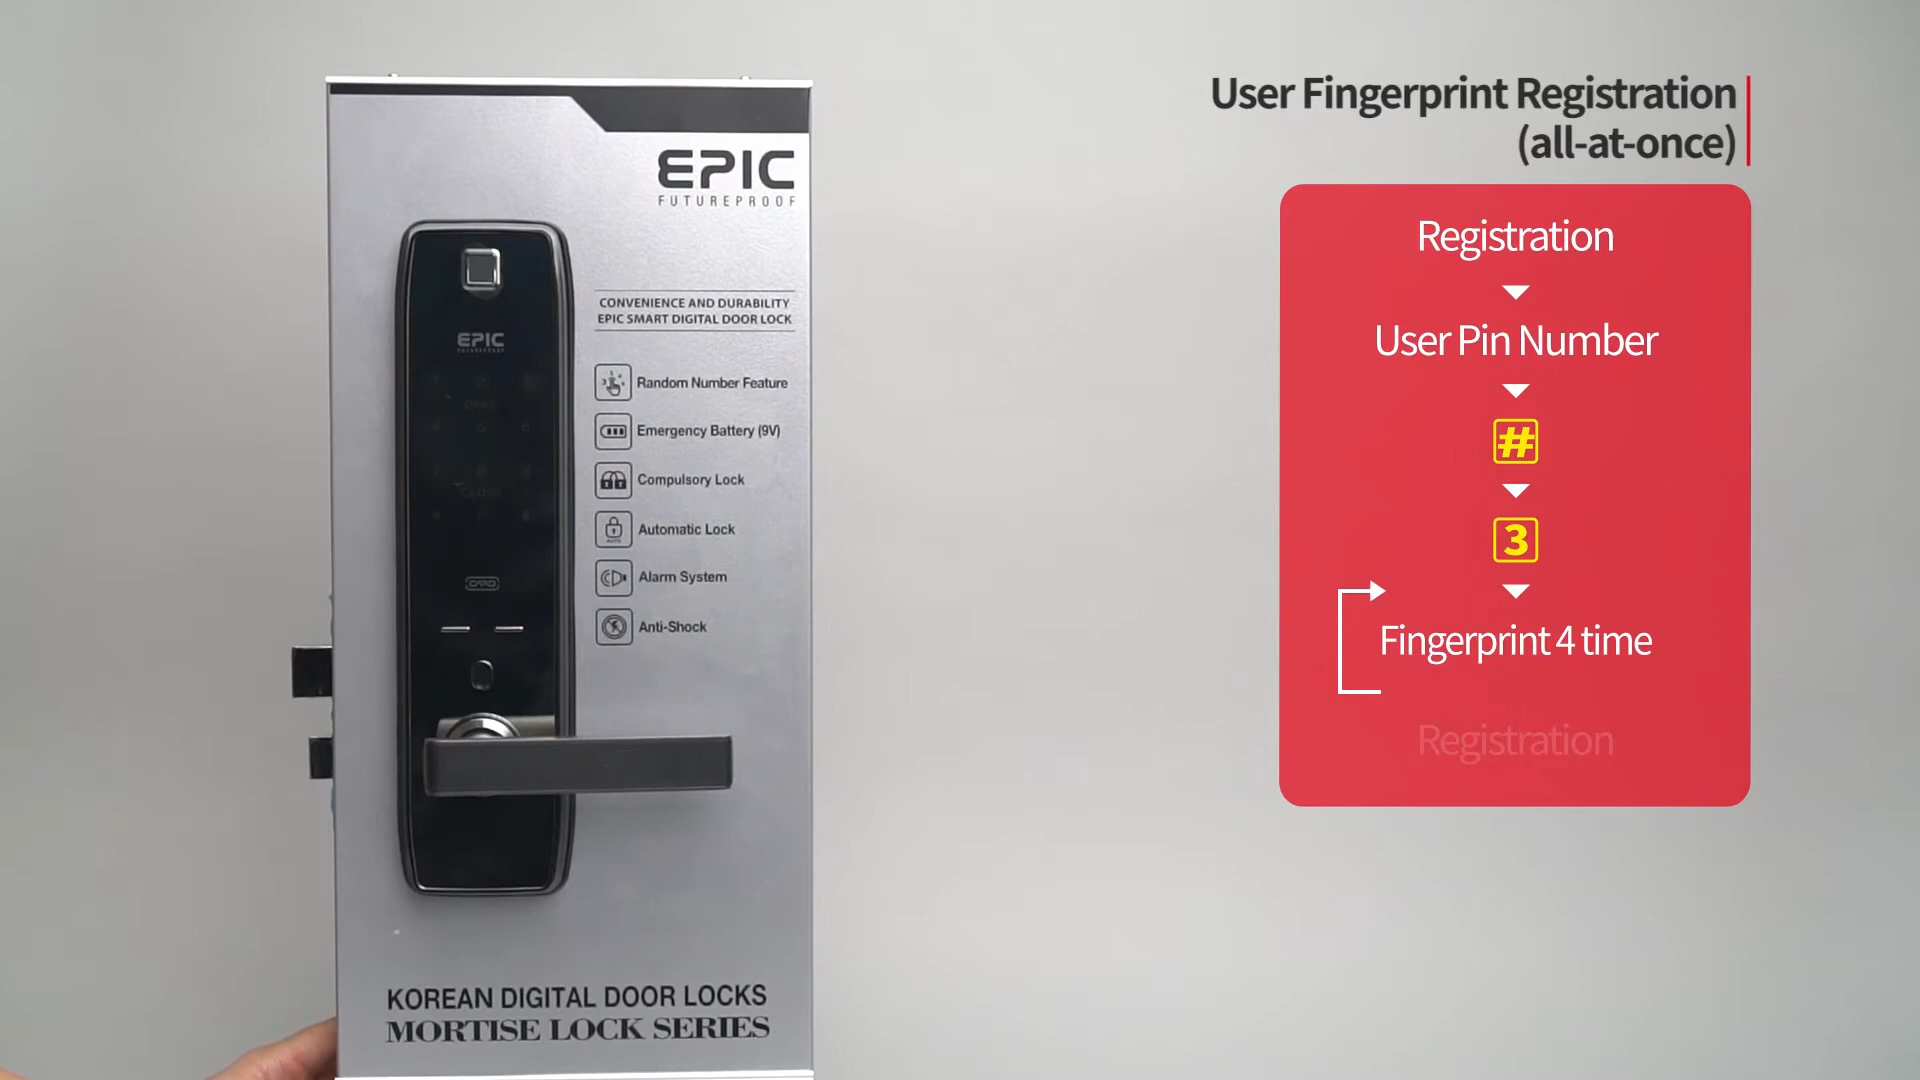 User Fingerprint Registration
(all-at-once)
EPIC
FUTUREPROOF
CONVENIENCE AND DURABILITY
EPIC SMART DIGITAL DOOR LOCK
Random Number Feature
Emergency Battery (9V)
Compulsory Lock
Automatic Lock
Alarm System
Anti-Shock
EPIC
FUTUREPROOF
CARD
KOREAN DIGITAL DOOR LOCKS
MORTISE LOCK SERIES
Registration
User Pin Number
#
3
Fingerprint 4 time
Registration